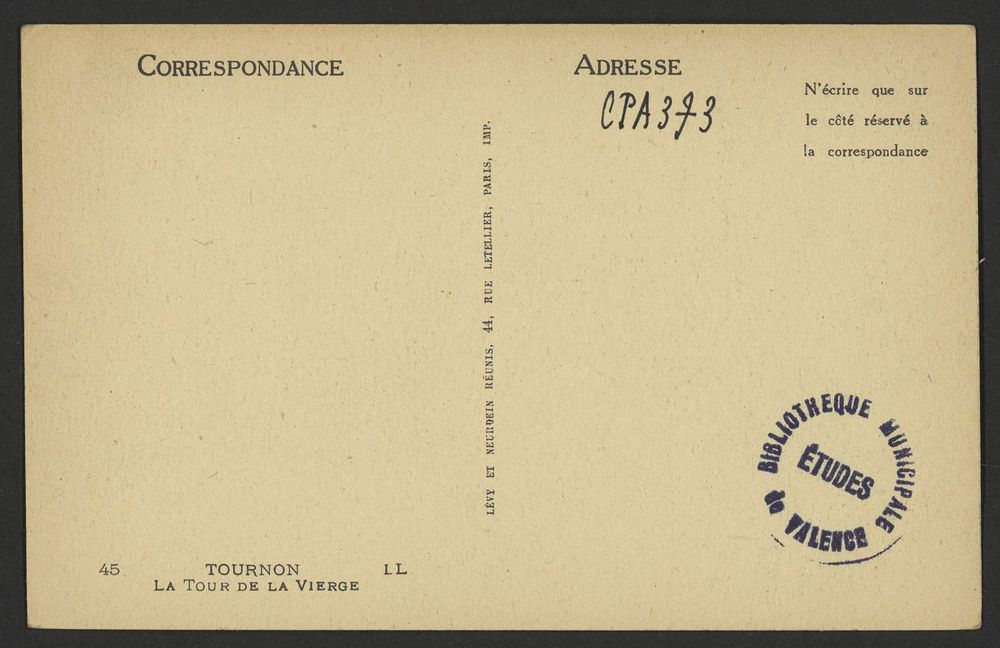 CORRESPONDANCE
ADRESSE
CPA373
N'écrire que sur
le côté réservé à
la correspondance
LÉVY ET NEURDEIN RÉUNIS, 44, RUE LETELLIER, PARIS, IMP.
BIBLIOTHEQUE MUNICIPALE
ÉTUDES
de VALENCE
45 TOURNON LL
LA TOUR DE LA VIERGE